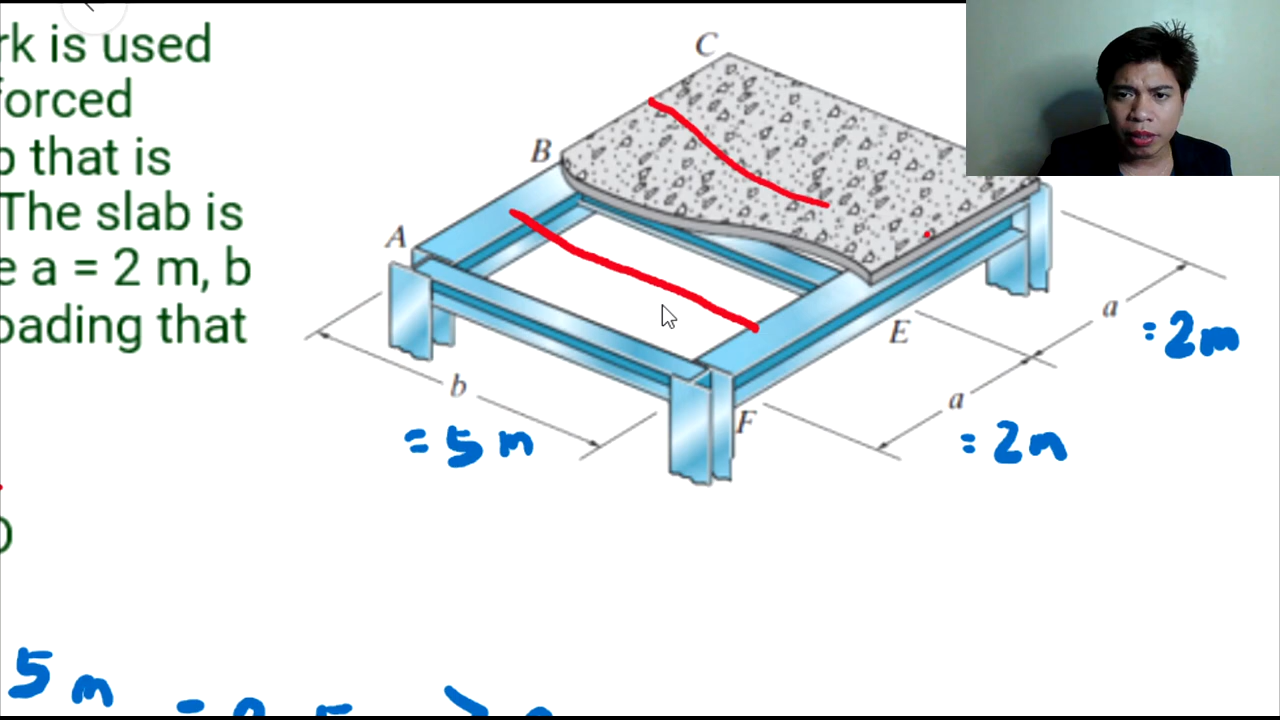 rk is used
forced
that is
The slab is
a = 2 m, b
oading that
C
B
A
E
F
a
= 2m
a
= 2m
b
= 5 m
5 m